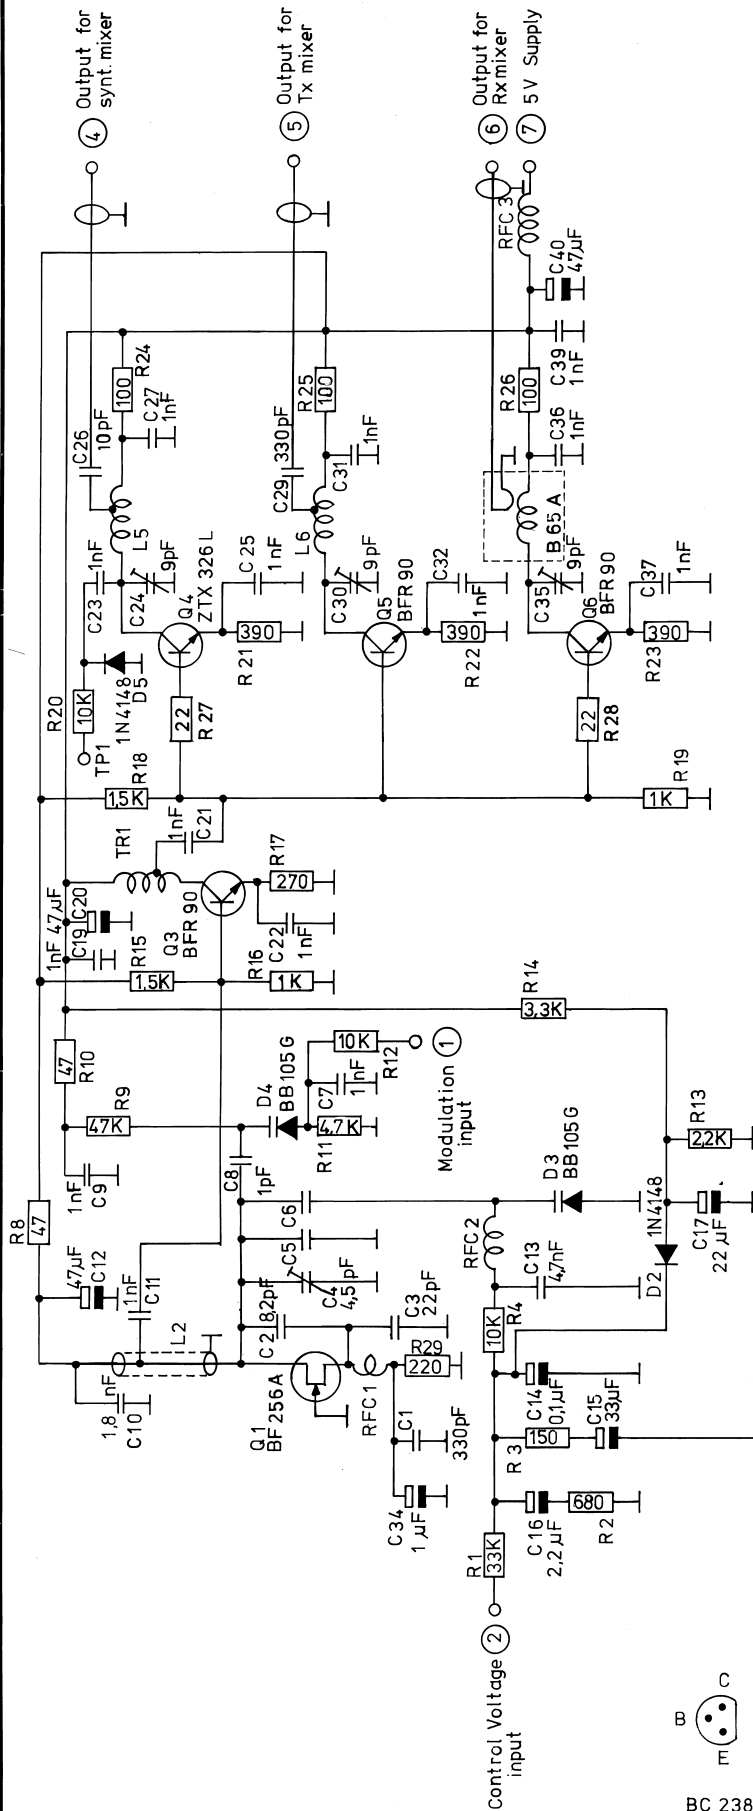 Output for
synt. mixer
4
Output for
Tx mixer
5
Output for
Rx mixer
6
5V Supply
7
RFC 3
C40
47µF
C39
1nF
R24
100
C27
1nF
C26
10pF
L5
R25
100
C31
1nF
C29
330pF
L6
R26
100
C36
1nF
B 65 A
1nF
C23
C24
9pF
Q4
ZTX 326 L
C25
1nF
390
R21
C30
9pF
Q5
BFR 90
C32
1nF
390
R22
C35
9pF
Q6
BFR 90
C37
1nF
390
R23
R20
10K
TP1
1N4148
D5
22
R27
22
R28
R18
1,5K
R19
1K
TR1
1nF
C21
Q3
BFR 90
R17
270
C22
1nF
47µF
C20
1nF
C19
R15
1,5K
R16
1K
R14
3,3K
47
R10
R9
47K
1nF
C9
D4
BB105G
10K
R12
C7
1nF
R11
4,7K
Modulation
input
1
C8
1pF
R8
47
47µF
C12
1nF
C11
L2
1,8nF
C10
C6
C5
C4
4,5pF
C2
8,2pF
C3
22pF
R29
220
Q1
BF 256A
RFC1
C1
330pF
C34
1µF
RFC2
D3
BB105G
C13
4,7nF
10K
R4
D2
1N4148
C17
22µF
R13
2,2K
C14
0,1µF
C15
33µF
R3
150
R1
33K
C16
2,2µF
680
R2
Control Voltage
input
2
B
C
E
BC 238